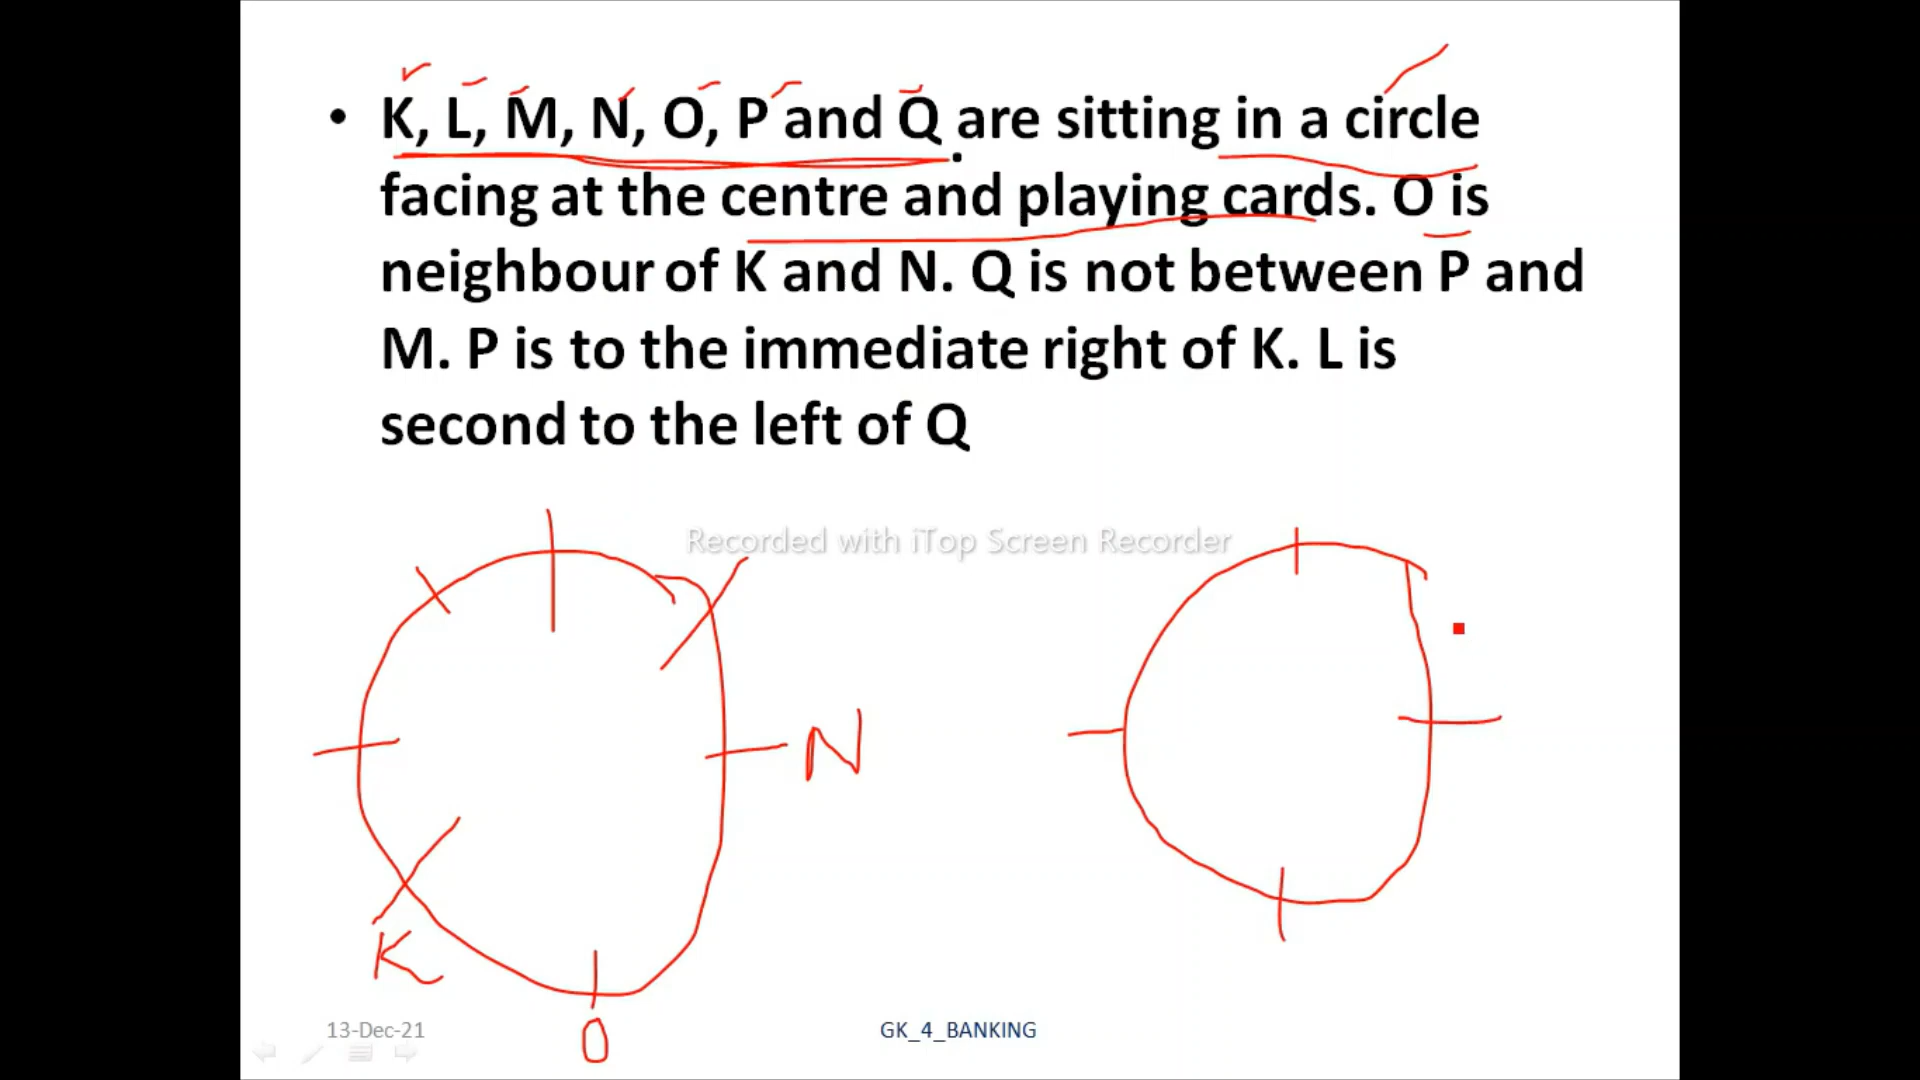 • K, L, M, N, O, P and Q are sitting in a circle
facing at the centre and playing cards. O is
neighbour of K and N. Q is not between P and
M. P is to the immediate right of K. L is
second to the left of Q
Recorded with iTop Screen Recorder
N
K
O
13-Dec-21
GK_4_BANKING